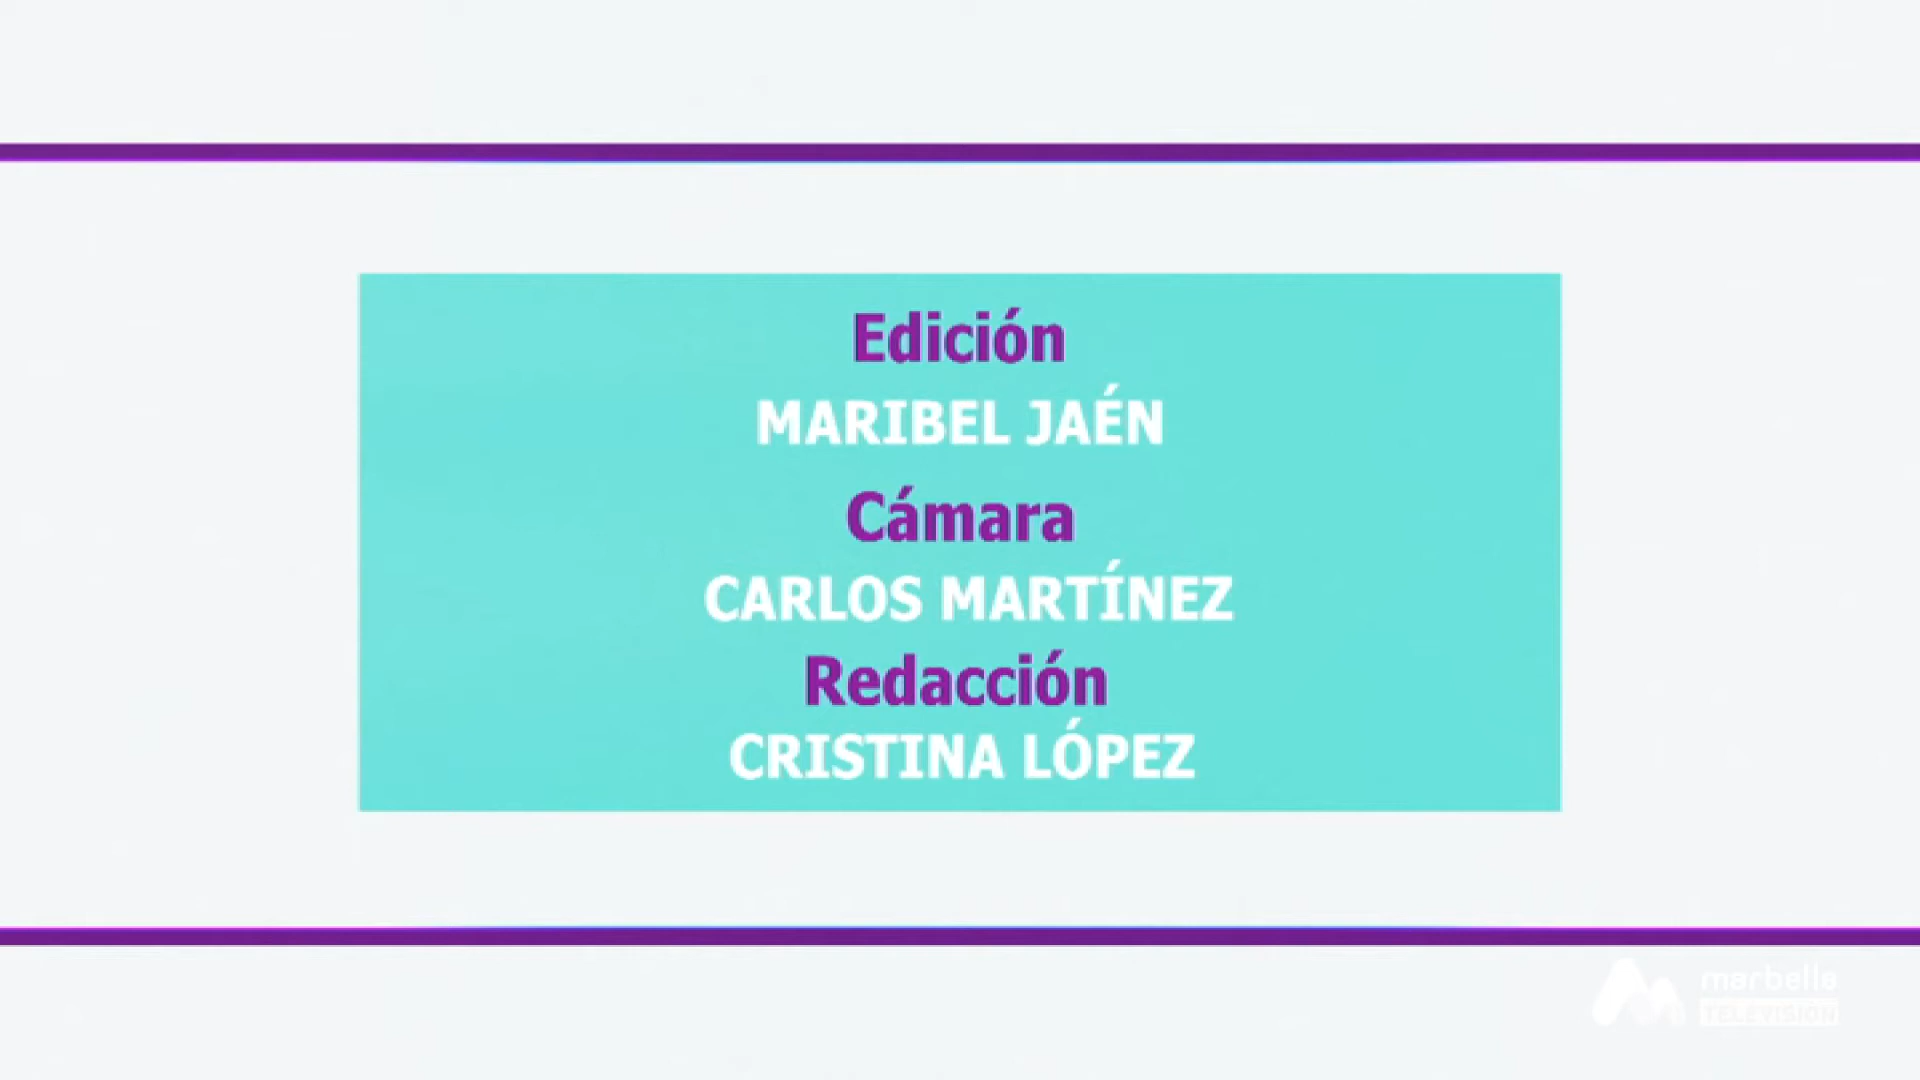 Edición
MARIBEL JAÉN
Cámara
CARLOS MARTÍNEZ
Redacción
CRISTINA LÓPEZ
marbella
TELEVISIÓN